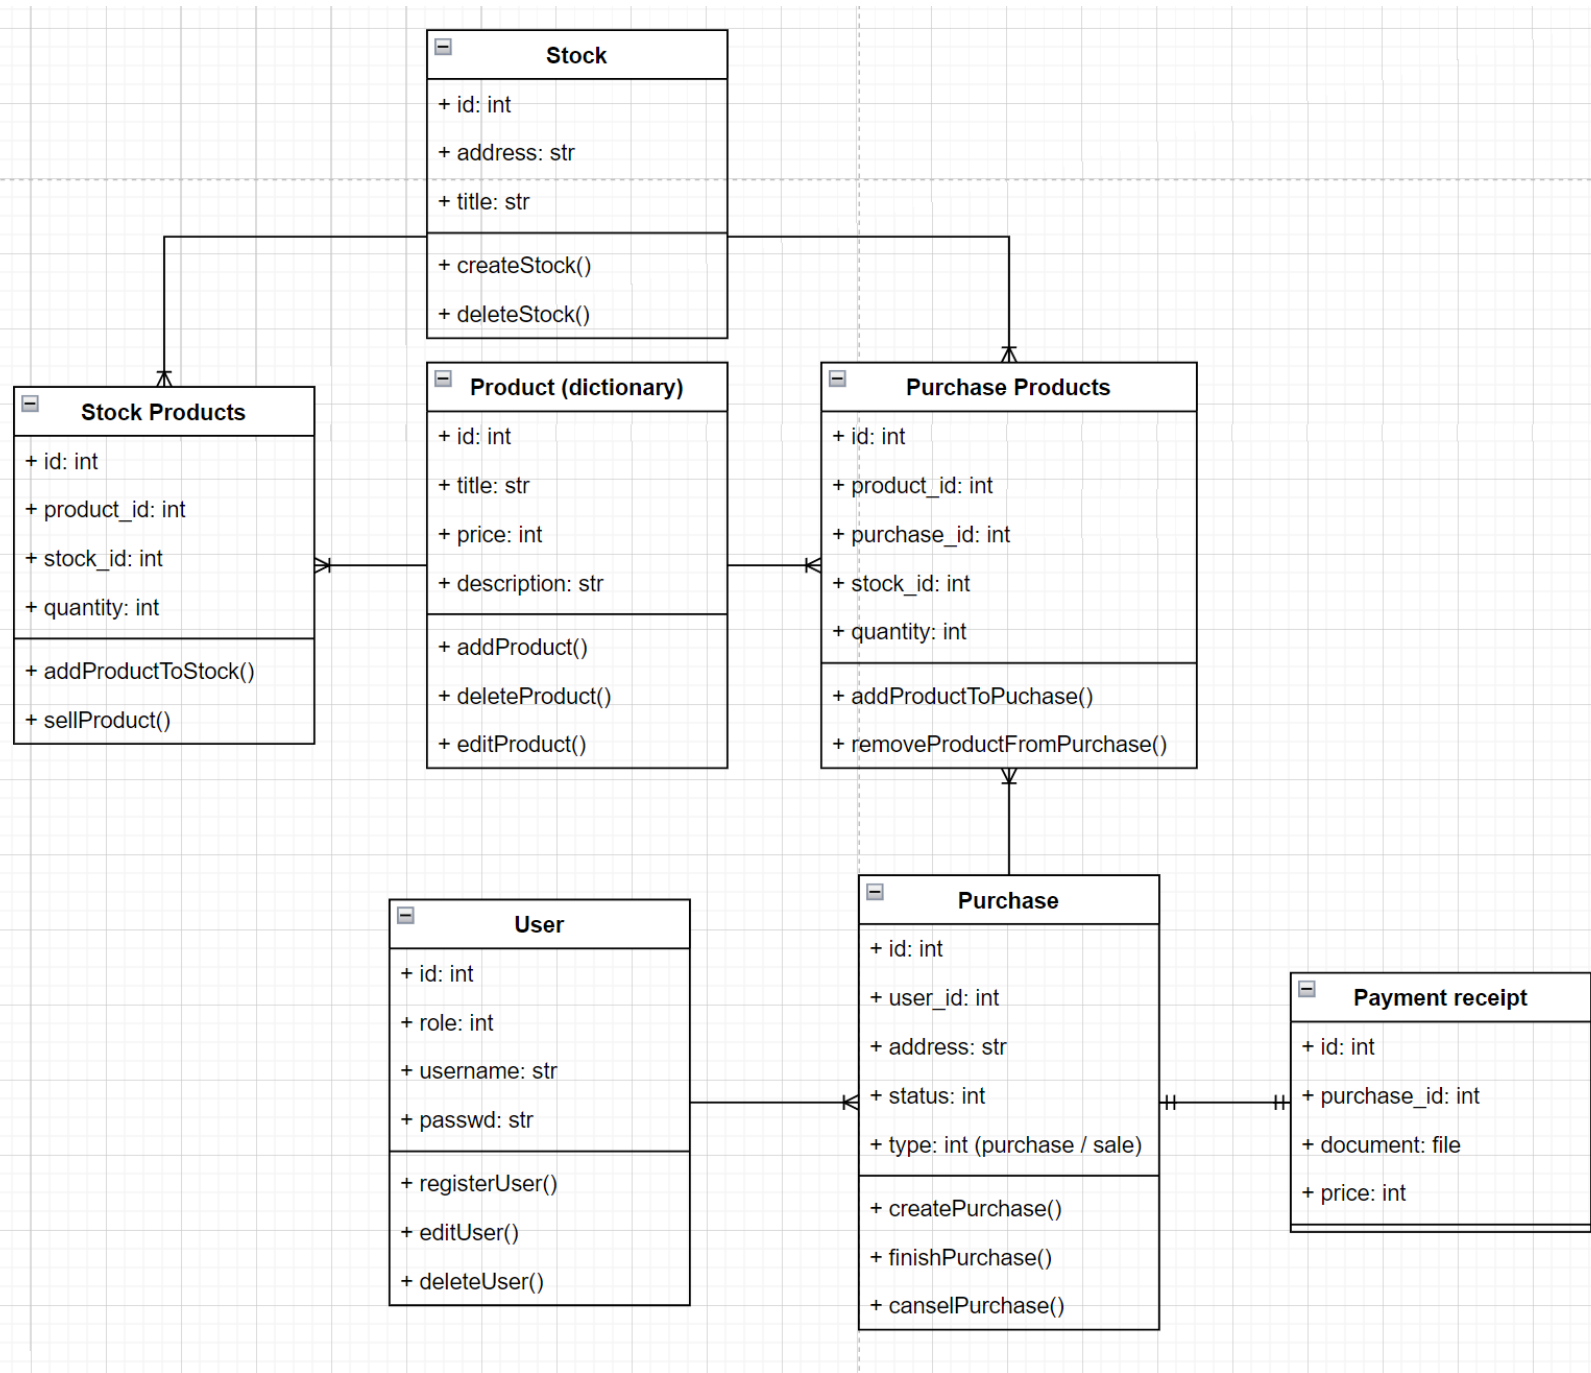 Stock
+ id: int
+ address: str
+ title: str
+ createStock()
+ deleteStock()
Stock Products
+ id: int
+ product_id: int
+ stock_id: int
+ quantity: int
+ addProductToStock()
+ sellProduct()
Product (dictionary)
+ id: int
+ title: str
+ price: int
+ description: str
+ addProduct()
+ deleteProduct()
+ editProduct()
Purchase Products
+ id: int
+ product_id: int
+ purchase_id: int
+ stock_id: int
+ quantity: int
+ addProductToPuchase()
+ removeProductFromPurchase()
User
+ id: int
+ role: int
+ username: str
+ passwd: str
+ registerUser()
+ editUser()
+ deleteUser()
Purchase
+ id: int
+ user_id: int
+ address: str
+ status: int
+ type: int (purchase / sale)
+ createPurchase()
+ finishPurchase()
+ canselPurchase()
Payment receipt
+ id: int
+ purchase_id: int
+ document: file
+ price: int